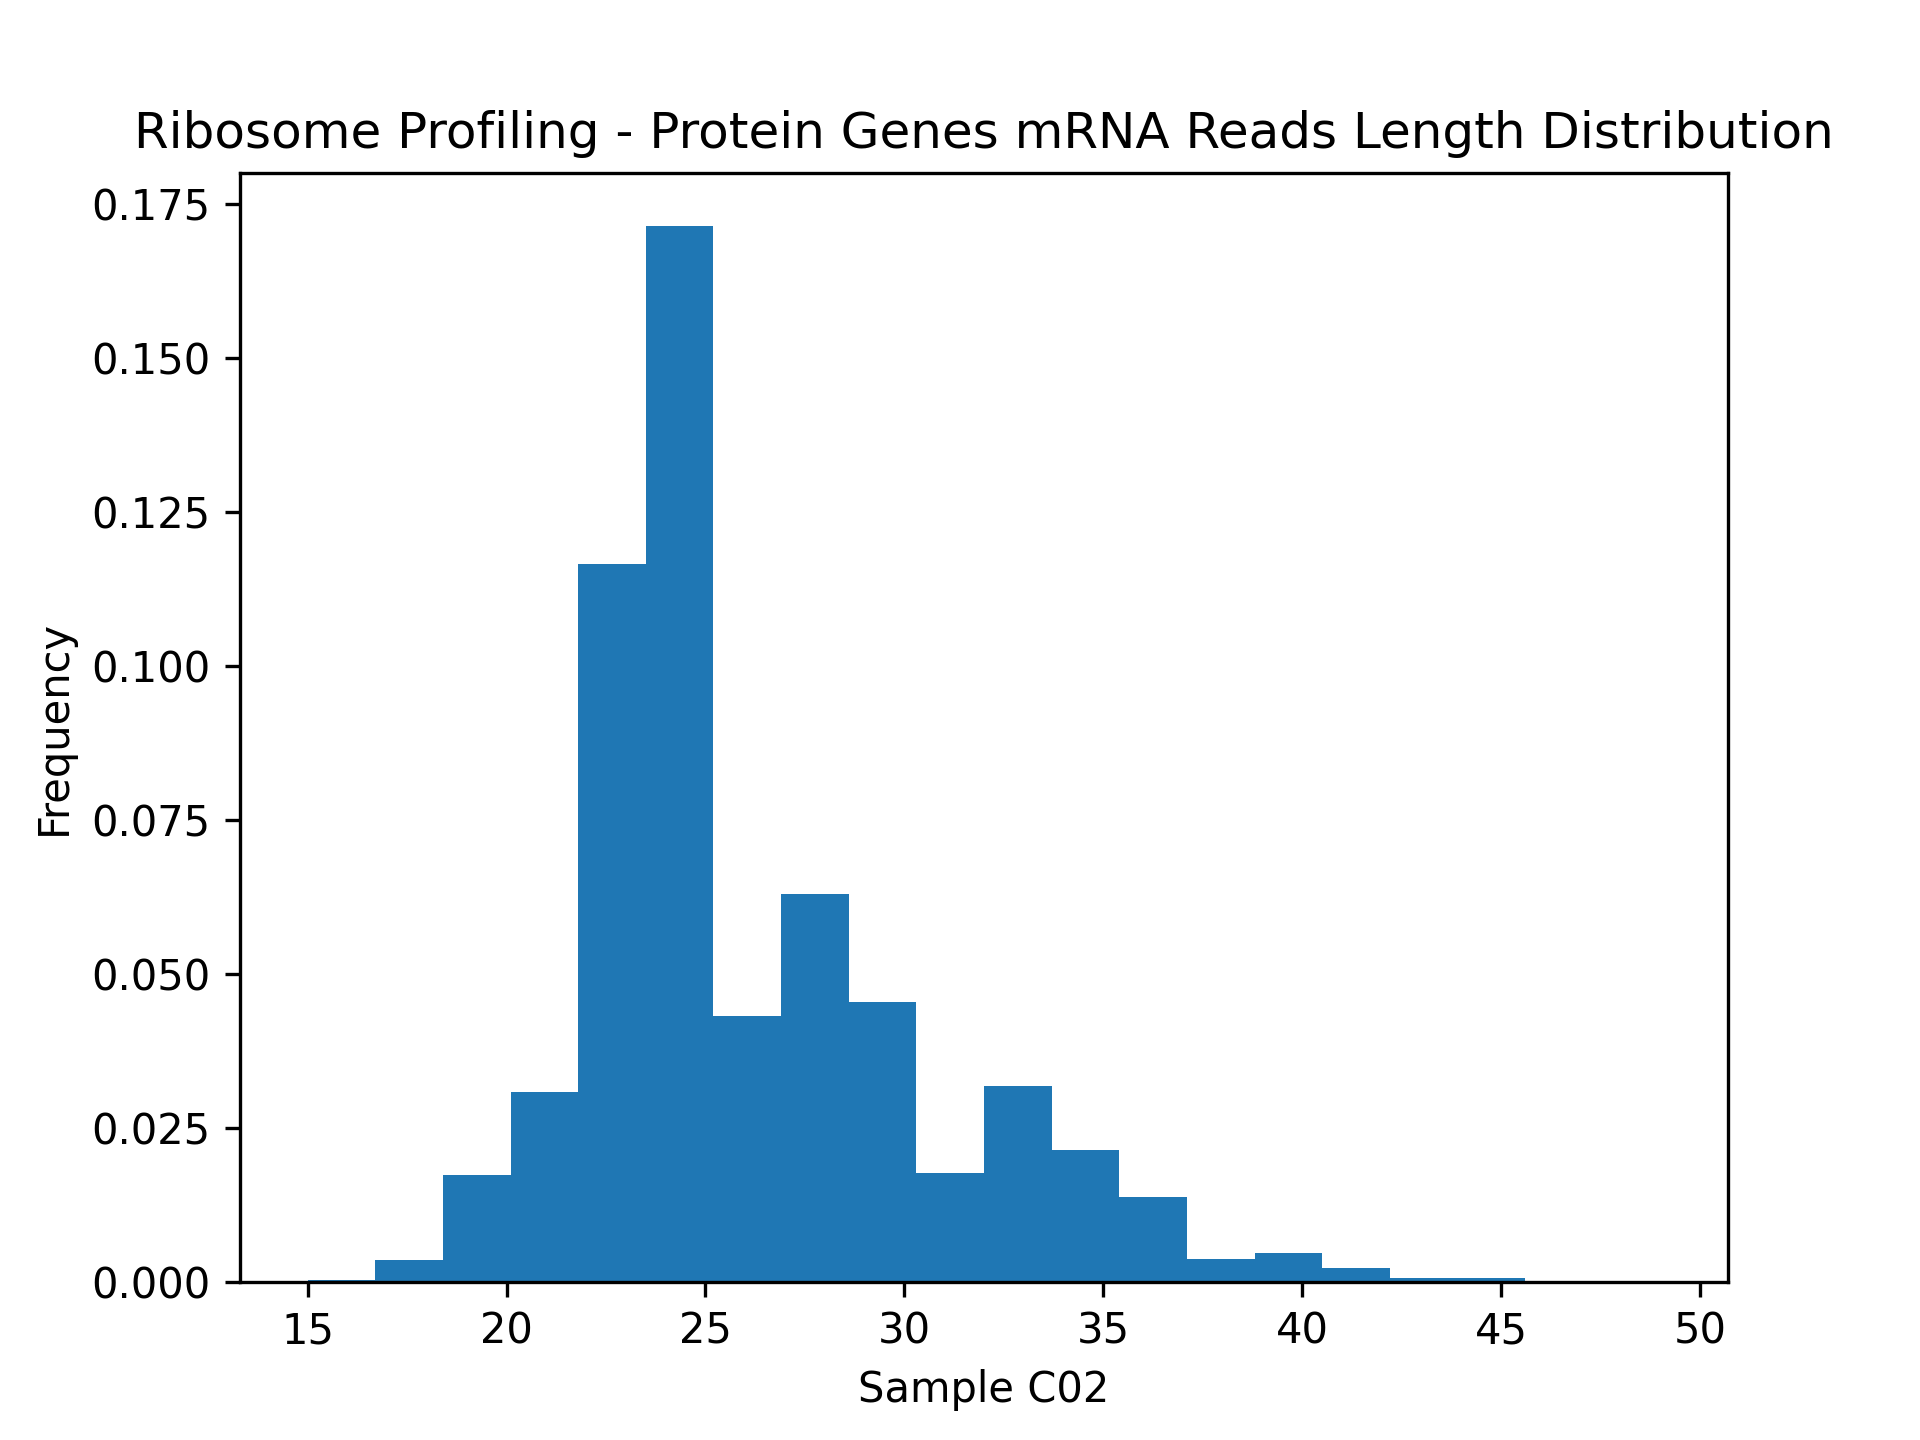 Ribosome Profiling - Protein Genes mRNA Reads Length Distribution
0.175
0.150
0.125
0.100
0.075
0.050
0.025
0.000
Frequency
15 20 25 30 35 40 45 50
Sample C02